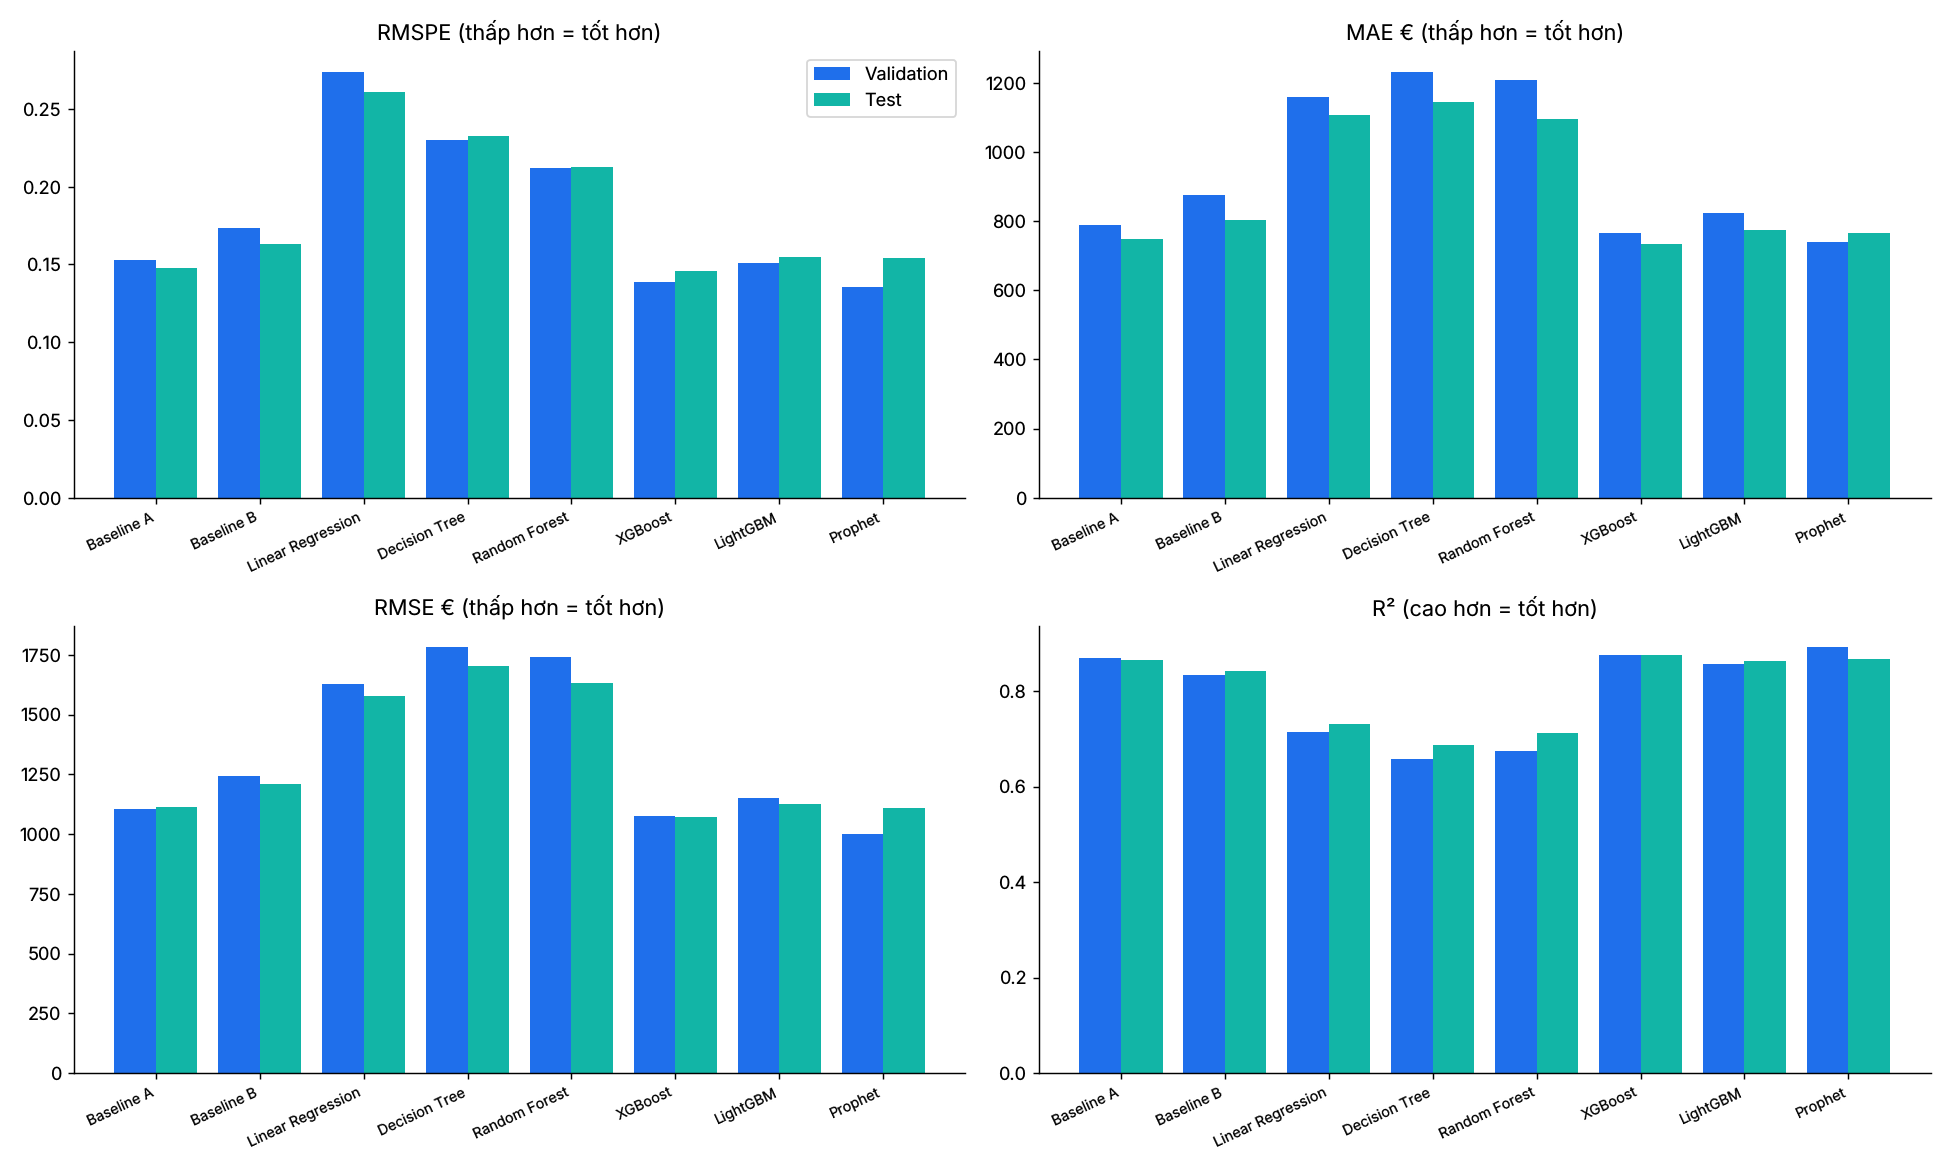 RMSPE (thấp hơn = tốt hơn)
Validation
Test
0.25
0.20
0.15
0.10
0.05
0.00
Baseline A
Baseline B
Linear Regression
Decision Tree
Random Forest
XGBoost
LightGBM
Prophet
MAE € (thấp hơn = tốt hơn)
1200
1000
800
600
400
200
0
Baseline A
Baseline B
Linear Regression
Decision Tree
Random Forest
XGBoost
LightGBM
Prophet
RMSE € (thấp hơn = tốt hơn)
1750
1500
1250
1000
750
500
250
0
Baseline A
Baseline B
Linear Regression
Decision Tree
Random Forest
XGBoost
LightGBM
Prophet
R² (cao hơn = tốt hơn)
0.8
0.6
0.4
0.2
0.0
Baseline A
Baseline B
Linear Regression
Decision Tree
Random Forest
XGBoost
LightGBM
Prophet